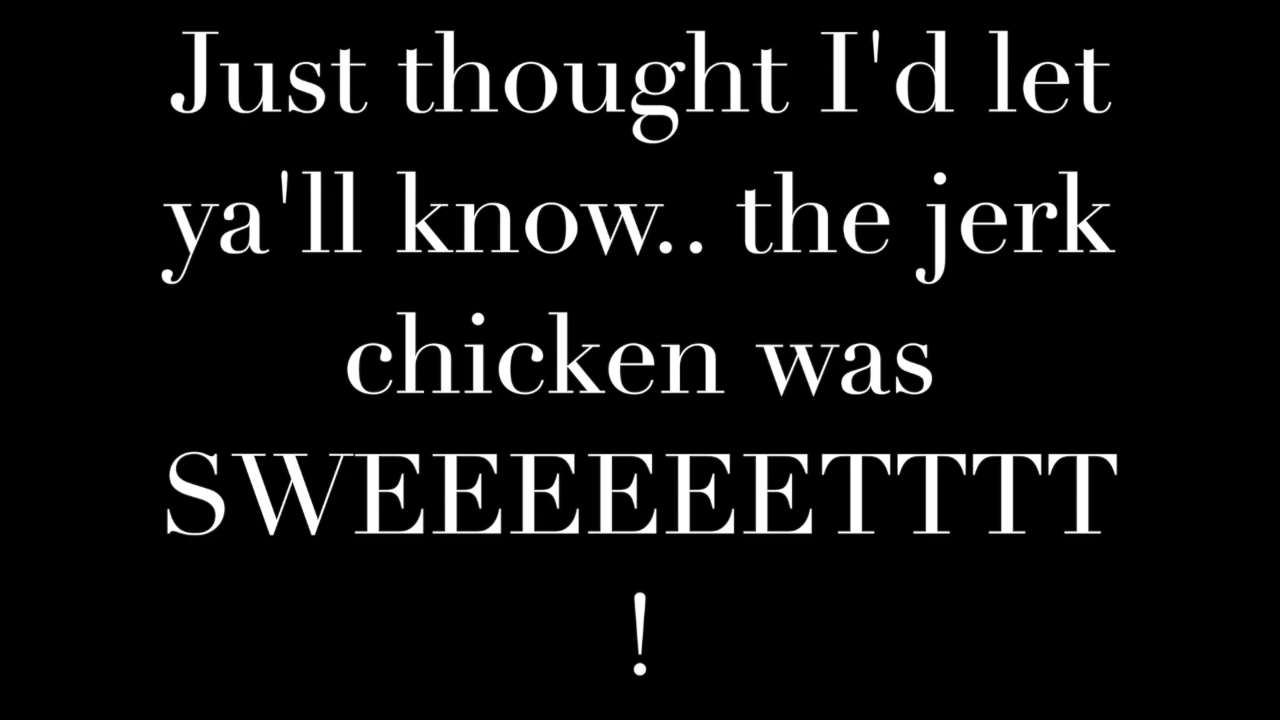 Just thought I'd let
ya'll know.. the jerk
chicken was
SWEEEEEETTTT
!